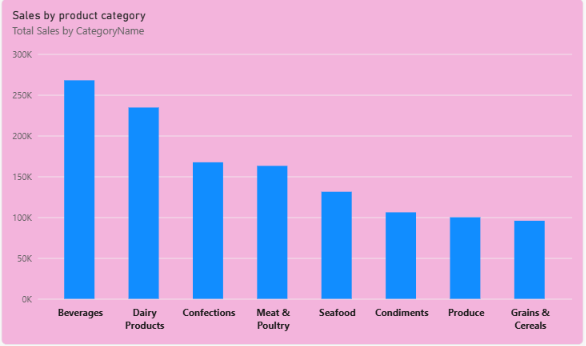 Sales by product category
Total Sales by CategoryName
300K
250K
200K
150K
100K
50K
0K
Beverages
Dairy
Products
Confections
Meat &
Poultry
Seafood
Condiments
Produce
Grains &
Cereals